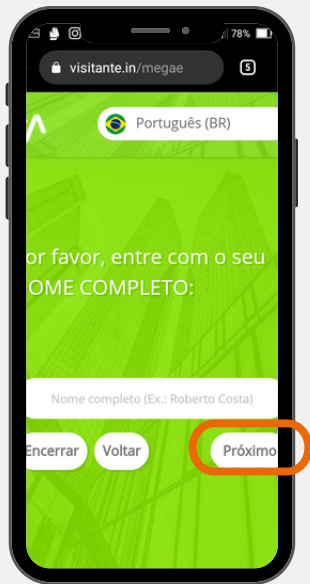 78%
visitante.in/megae
5
Português (BR)
or favor, entre com o seu
OME COMPLETO:
Nome completo (Ex.: Roberto Costa)
Encerrar Voltar Próximo